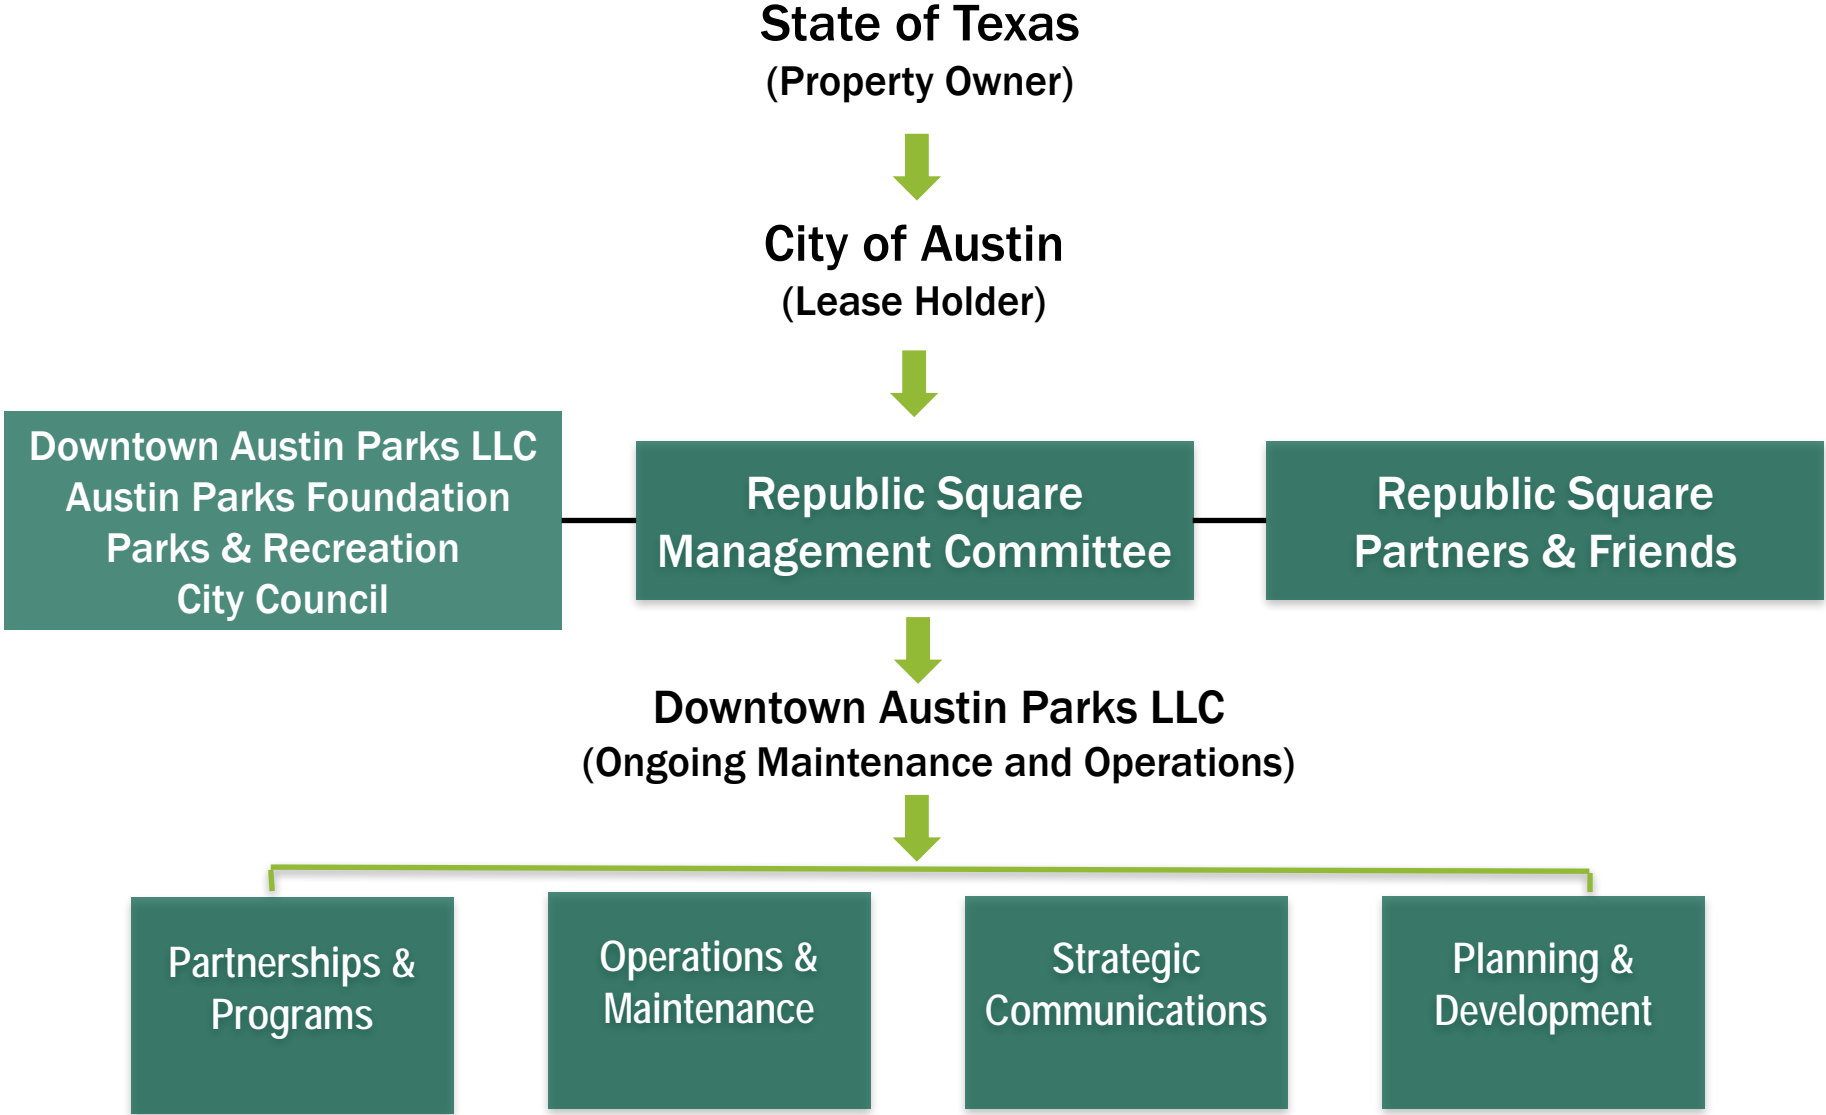 State of Texas
(Property Owner)
City of Austin
(Lease Holder)
Downtown Austin Parks LLC
Austin Parks Foundation
Parks & Recreation
City Council
Republic Square
Management Committee
Republic Square
Partners & Friends
Downtown Austin Parks LLC
(Ongoing Maintenance and Operations)
Partnerships &
Programs
Operations &
Maintenance
Strategic
Communications
Planning &
Development